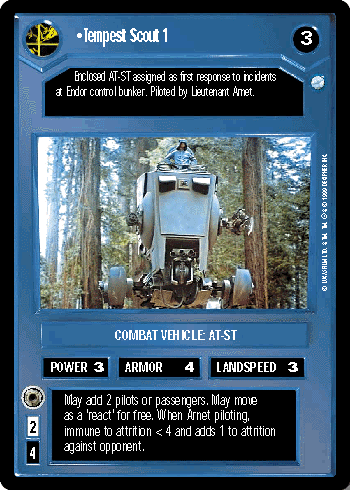 •Tempest Scout 1
3
Enclosed AT-ST assigned as first response to incidents
at Endor control bunker. Piloted by Lieutenant Arnet.
COMBAT VEHICLE: AT-ST
POWER 3 ARMOR 4 LANDSPEED 3
May add 2 pilots or passengers. May move
as a 'react' for free. When Arnet piloting,
immune to attrition < 4 and adds 1 to attrition
against opponent.
2
4